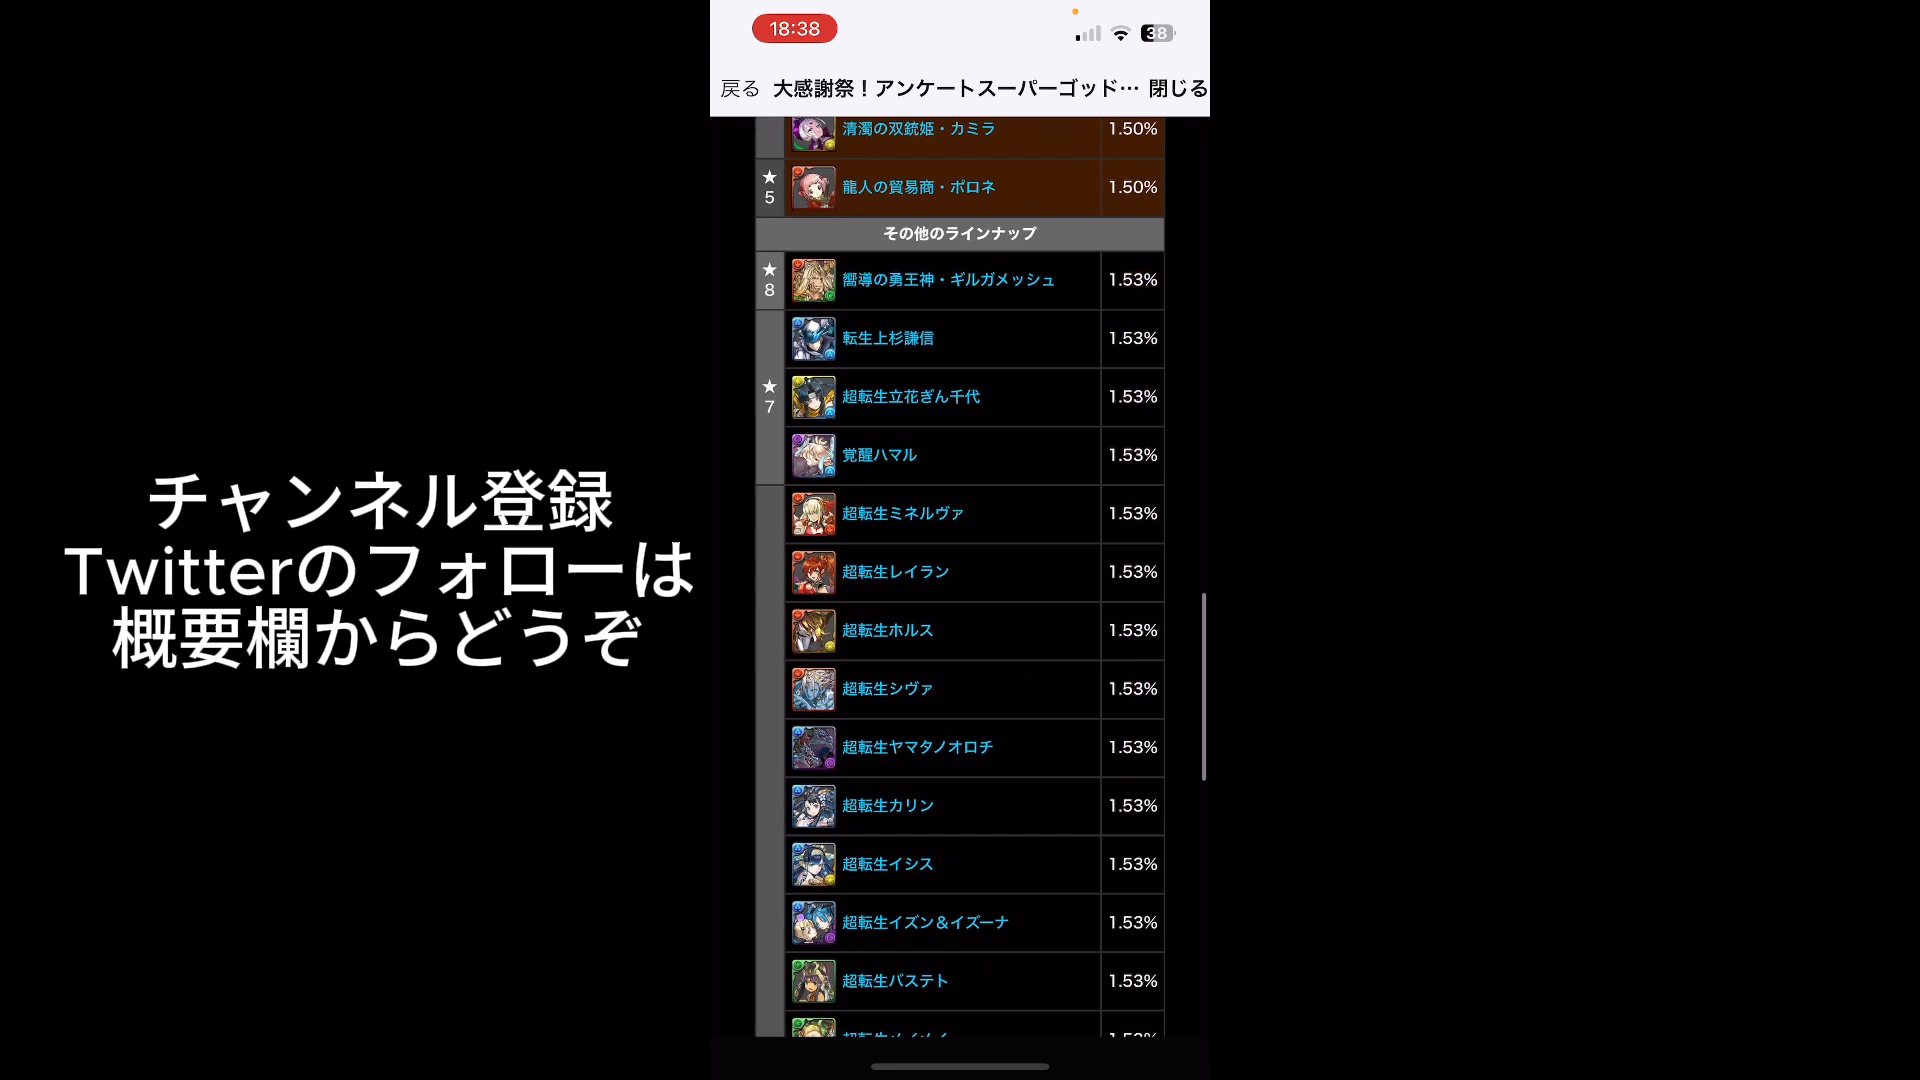 18:38
38
戻る 大感謝祭！アンケートスーパーゴッド… 閉じる
清濁の双銃姫・カミラ 1.50%
★5 龍人の貿易商・ポロネ 1.50%
その他のラインナップ
★8 嚮導の勇王神・ギルガメッシュ 1.53%
転生上杉謙信 1.53%
★7 超転生立花ぎん千代 1.53%
覚醒ハマル 1.53%
超転生ミネルヴァ 1.53%
超転生レイラン 1.53%
超転生ホルス 1.53%
超転生シヴァ 1.53%
超転生ヤマタノオロチ 1.53%
超転生カリン 1.53%
超転生イシス 1.53%
超転生イズン＆イズーナ 1.53%
超転生バステト 1.53%
チャンネル登録
Twitterのフォローは
概要欄からどうぞ